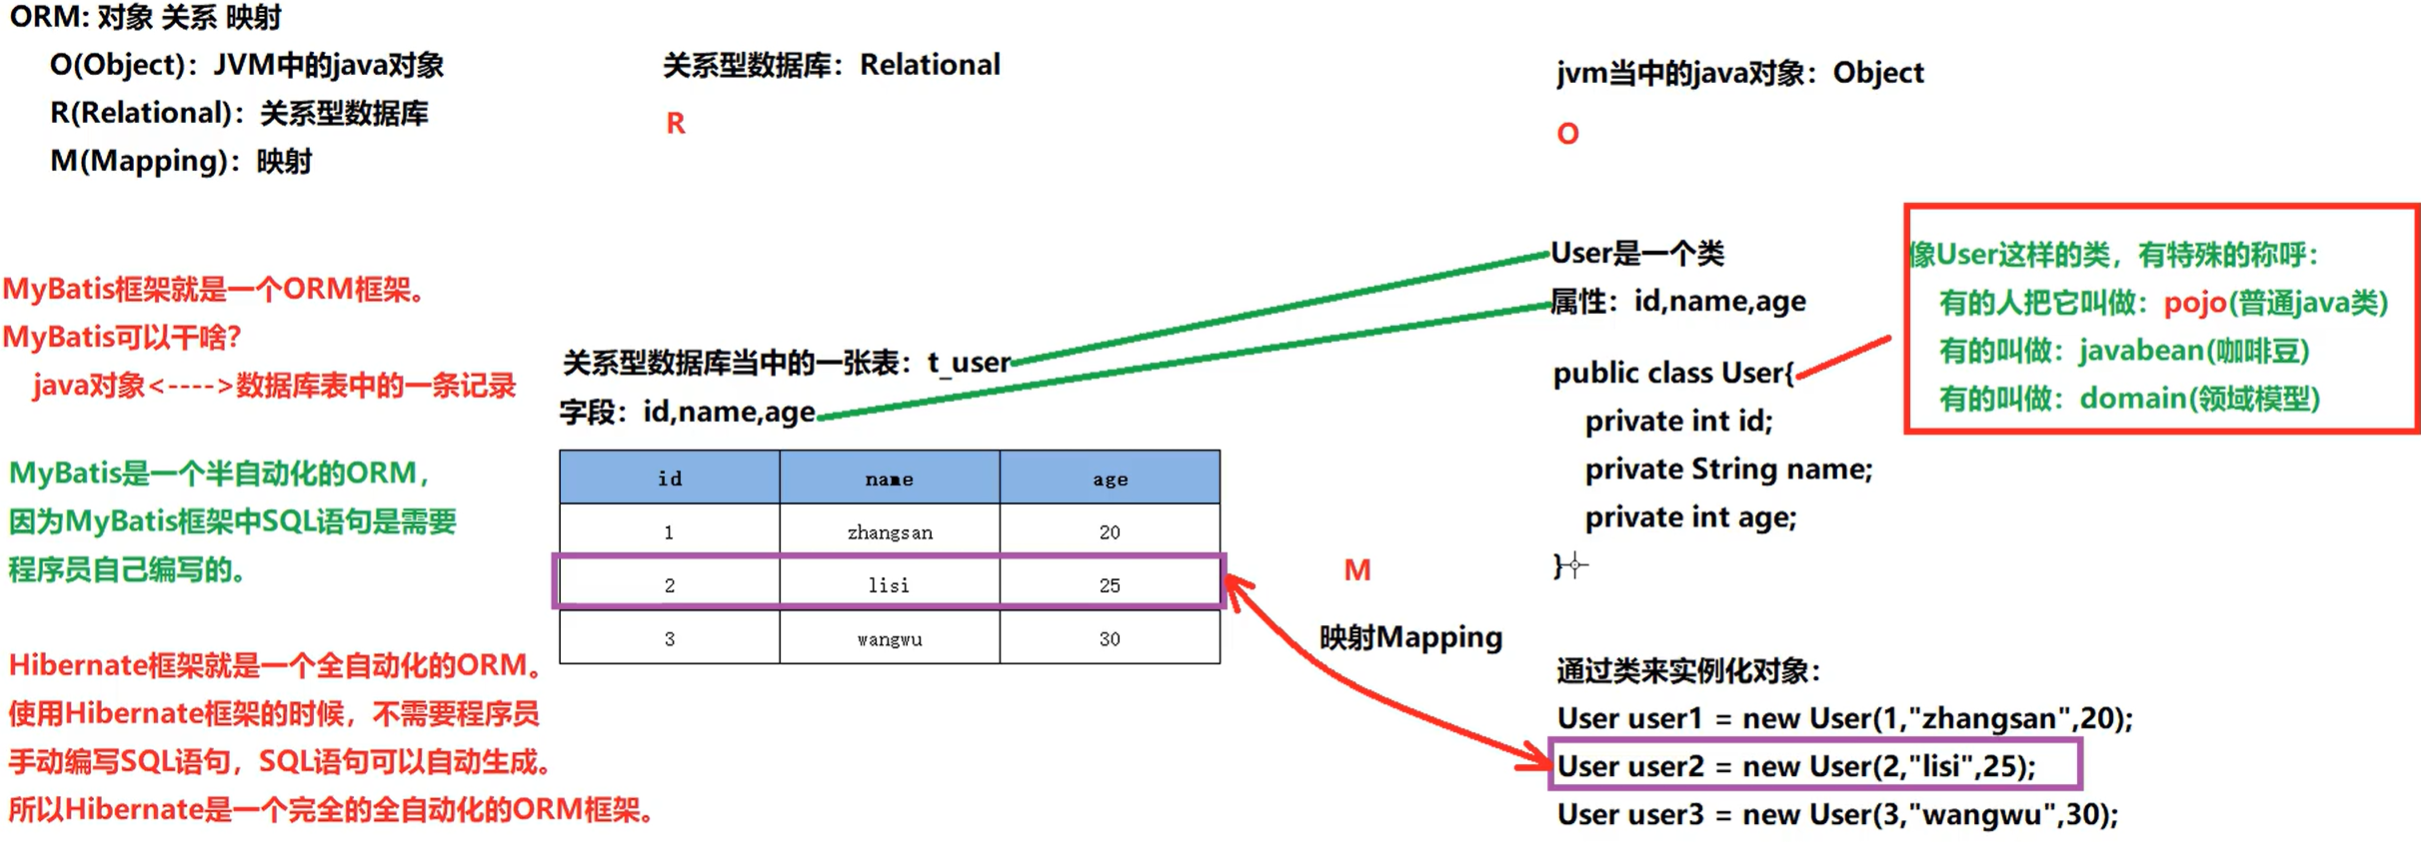 ORM: 对象 关系 映射
O(Object)：JVM中的java对象
R(Relational)：关系型数据库
M(Mapping)：映射
关系型数据库：Relational
R
jvm当中的java对象：Object
O
MyBatis框架就是一个ORM框架。
MyBatis可以干啥?
java对象<---->数据库表中的一条记录
MyBatis是一个半自动化的ORM，
因为MyBatis框架中SQL语句是需要
程序员自己编写的。
Hibernate框架就是一个全自动化的ORM。
使用Hibernate框架的时候，不需要程序员
手动编写SQL语句，SQL语句可以自动生成。
所以Hibernate是一个完全的全自动化的ORM框架。
关系型数据库当中的一张表：t_user
字段：id,name,age
id name age
1 zhangsan 20
2 lisi 25
3 wangwu 30
M
映射Mapping
User是一个类
属性：id,name,age
public class User{
private int id;
private String name;
private int age;
}
像User这样的类，有特殊的称呼：
有的人把它叫做：pojo(普通java类)
有的叫做：javabean(咖啡豆)
有的叫做：domain(领域模型)
通过类来实例化对象：
User user1 = new User(1,"zhangsan",20);
User user2 = new User(2,"lisi",25);
User user3 = new User(3,"wangwu",30);